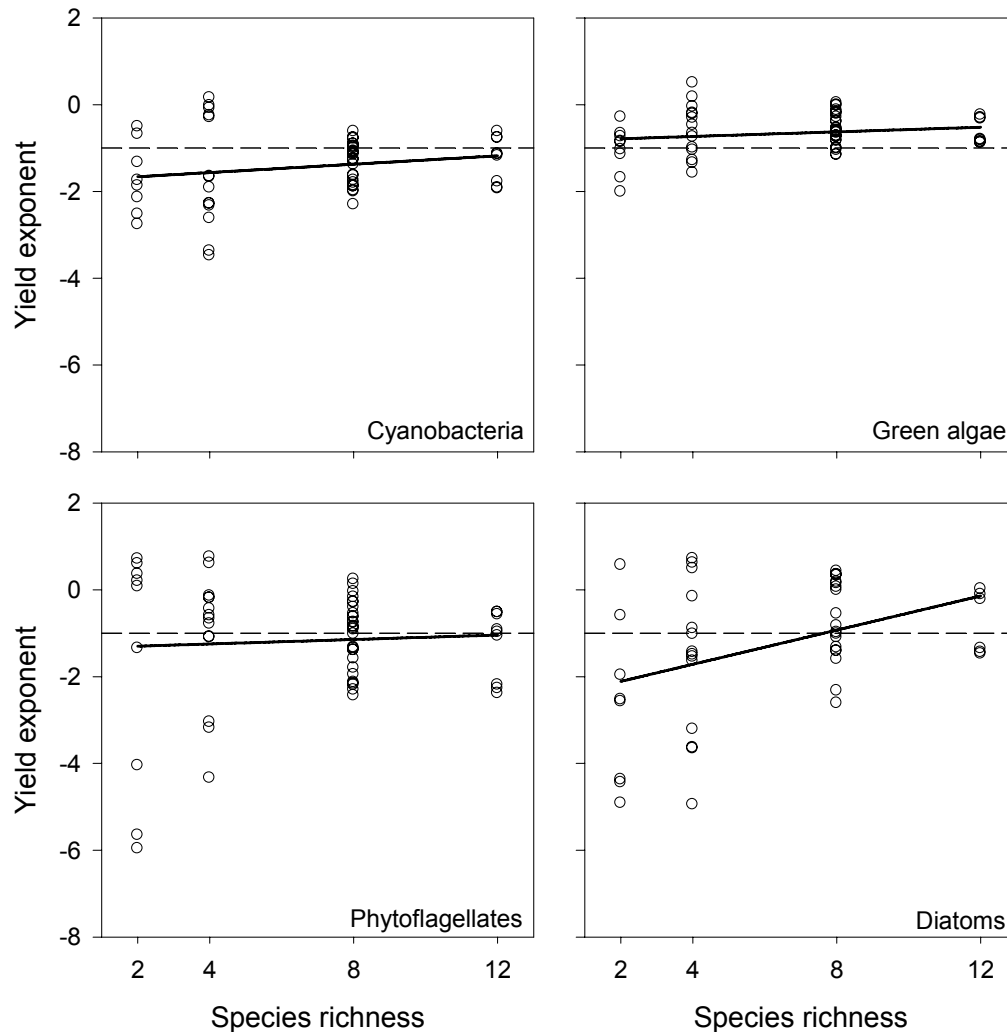 2
0
-2
-4
-6
-8
Yield exponent
Cyanobacteria
Green algae
2
0
-2
-4
-6
-8
Yield exponent
Phytoflagellates
Diatoms
2 4 8 12
2 4 8 12
Species richness
Species richness